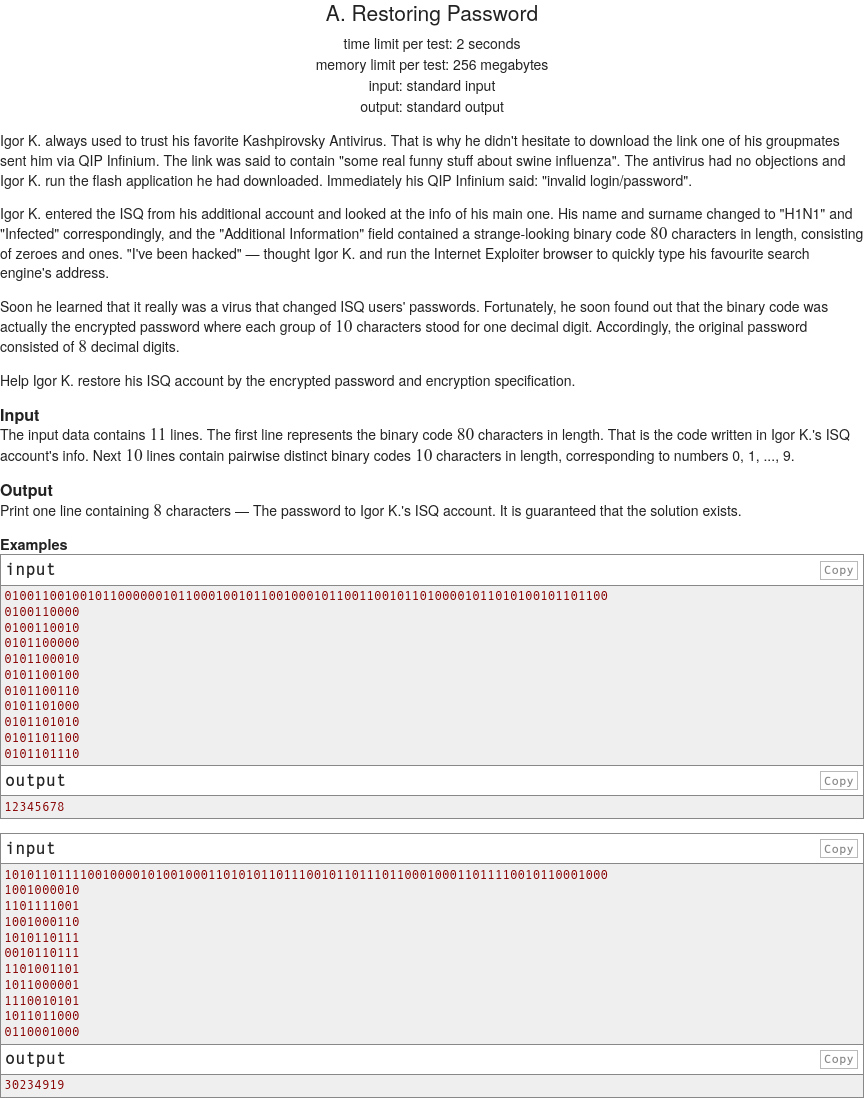 A. Restoring Password
time limit per test: 2 seconds
memory limit per test: 256 megabytes
input: standard input
output: standard output
Igor K. always used to trust his favorite Kashpirovsky Antivirus. That is why he didn't hesitate to download the link one of his groupmates
sent him via QIP Infinium. The link was said to contain "some real funny stuff about swine influenza". The antivirus had no objections and
Igor K. run the flash application he had downloaded. Immediately his QIP Infinium said: "invalid login/password".
Igor K. entered the ISQ from his additional account and looked at the info of his main one. His name and surname changed to "H1N1" and
"Infected" correspondingly, and the "Additional Information" field contained a strange-looking binary code 80 characters in length, consisting
of zeroes and ones. "I've been hacked" — thought Igor K. and run the Internet Exploiter browser to quickly type his favourite search
engine's address.
Soon he learned that it really was a virus that changed ISQ users' passwords. Fortunately, he soon found out that the binary code was
actually the encrypted password where each group of 10 characters stood for one decimal digit. Accordingly, the original password
consisted of 8 decimal digits.
Help Igor K. restore his ISQ account by the encrypted password and encryption specification.
Input
The input data contains 11 lines. The first line represents the binary code 80 characters in length. That is the code written in Igor K.'s ISQ
account's info. Next 10 lines contain pairwise distinct binary codes 10 characters in length, corresponding to numbers 0, 1, ..., 9.
Output
Print one line containing 8 characters — The password to Igor K.'s ISQ account. It is guaranteed that the solution exists.
Examples
input Copy
01001100100101100000010110001001011001000101100110010110100001011010100101101100
0100110000
0100110010
0101100000
0101100010
0101100100
0101100110
0101101000
0101101010
0101101100
0101101110
output Copy
12345678
input Copy
10101101111001000010100100011010101101110010110111011000100011011110010110001000
1001000010
1101111001
1001000110
1010110111
0010110111
1101001101
1011000001
1110010101
1011011000
0110001000
output Copy
30234919